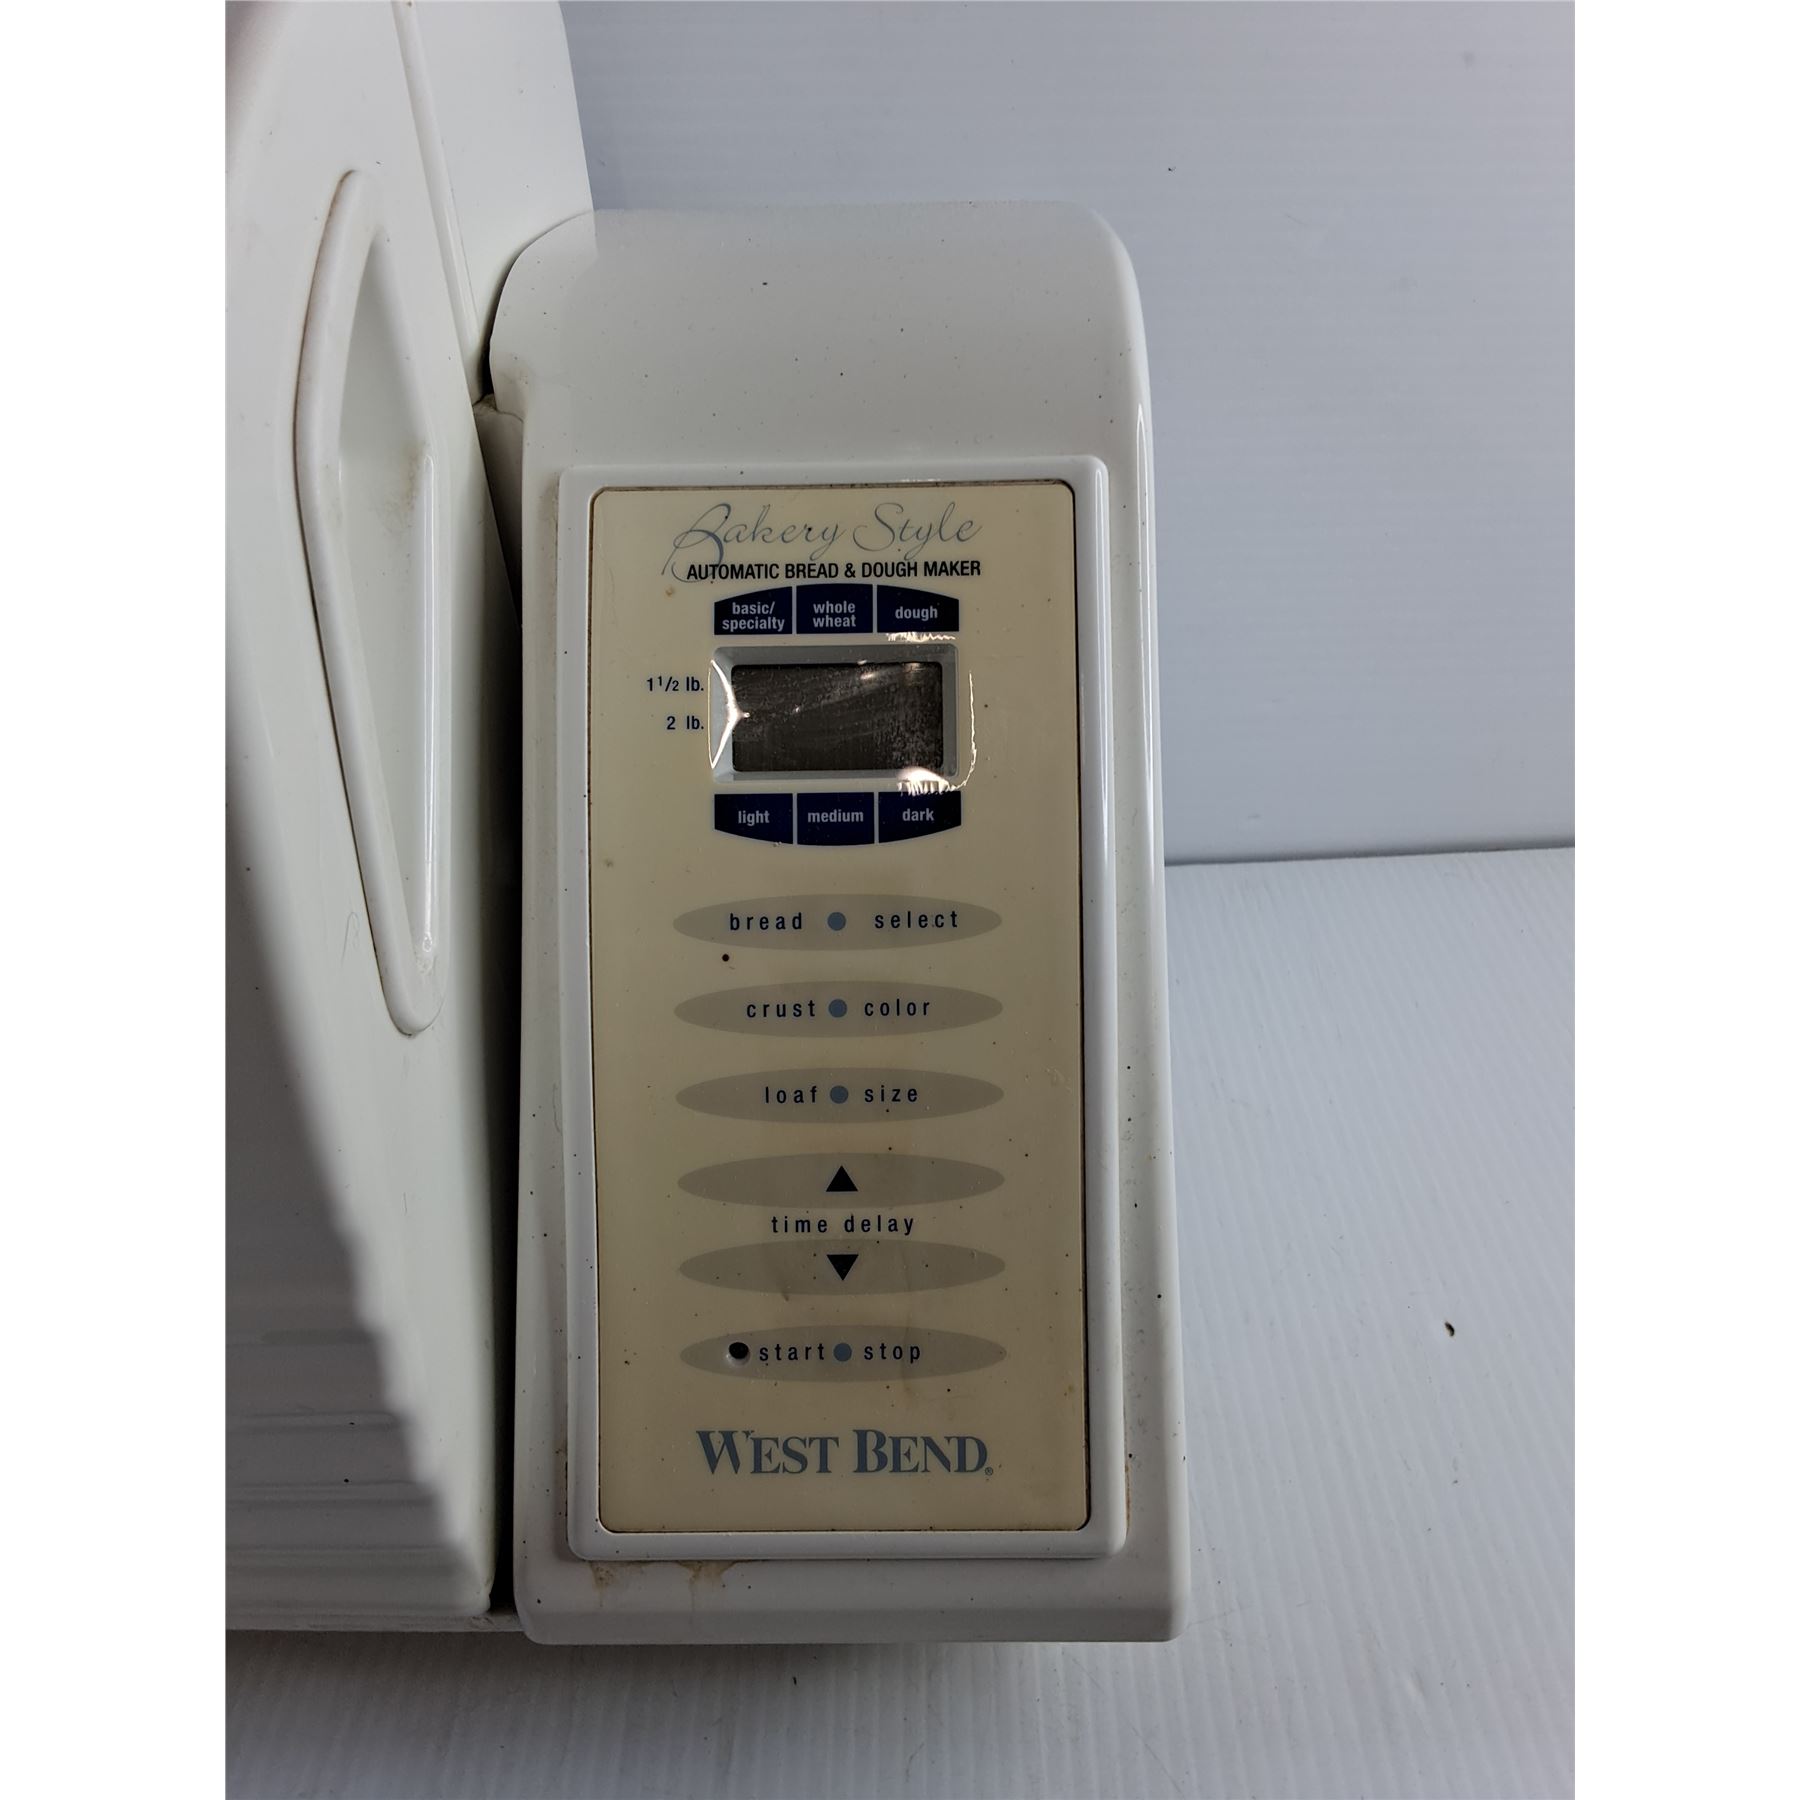 Bakery Style
AUTOMATIC BREAD & DOUGH MAKER
basic/
specialty
whole
wheat
dough
1 1/2 lb.
2 lb.
light
medium
dark
bread select
crust color
loaf size
▲
time delay
▼
start stop
WEST BEND®